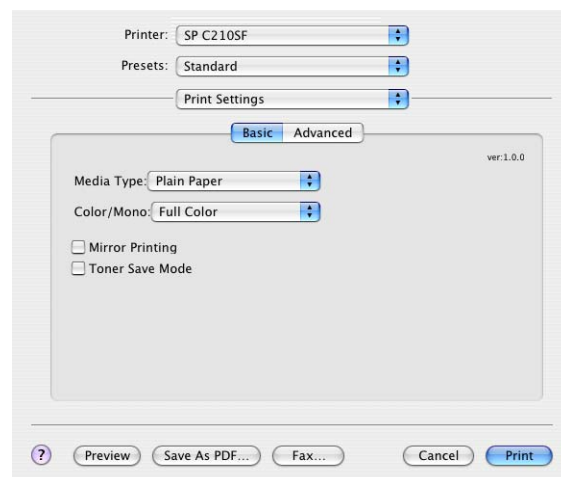 Printer: SP C210SF
Presets: Standard
Print Settings
Basic Advanced
ver:1.0.0
Media Type: Plain Paper
Color/Mono: Full Color
Mirror Printing
Toner Save Mode
? Preview Save As PDF... Fax... Cancel Print